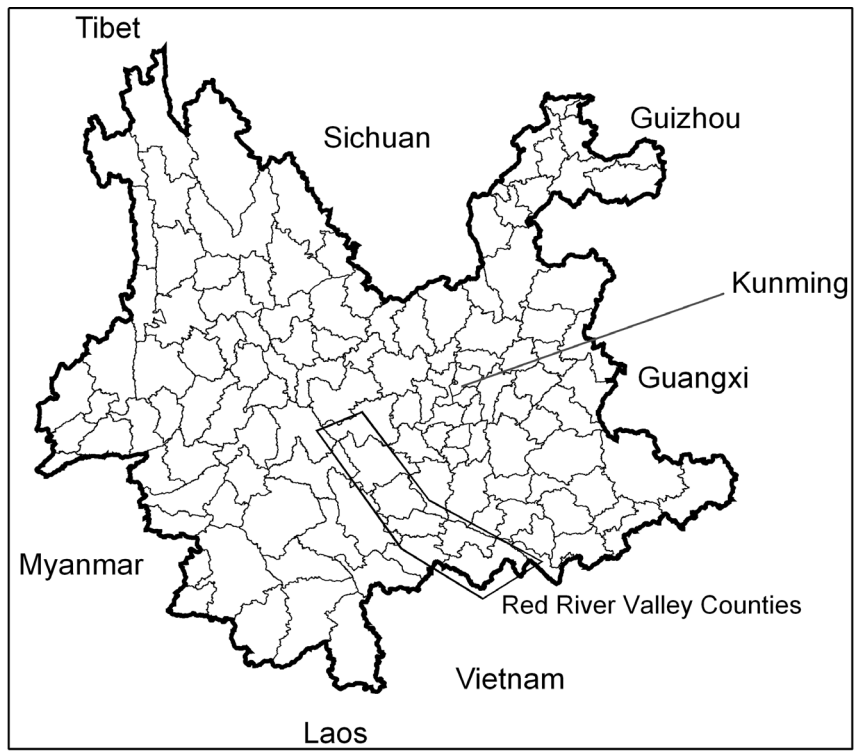 Tibet
Sichuan
Guizhou
Kunming
Guangxi
Myanmar
Red River Valley Counties
Vietnam
Laos